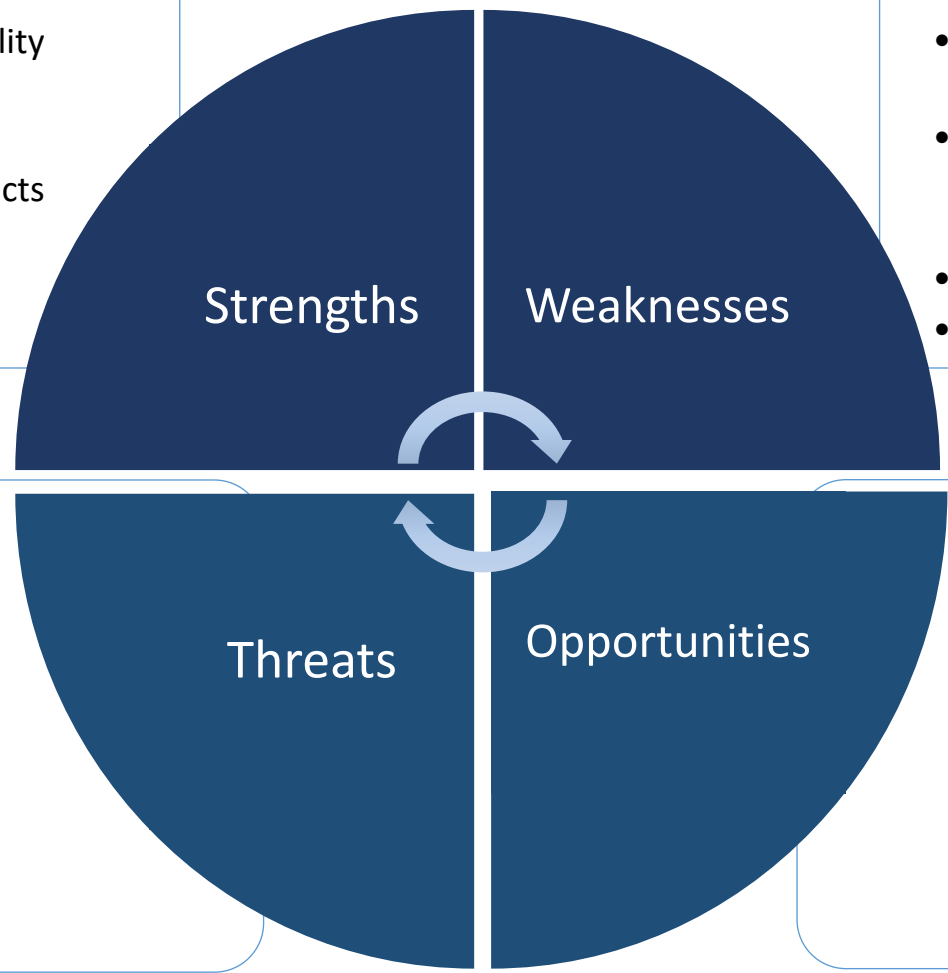 lity
cts
Strengths
Weaknesses
Threats
Opportunities